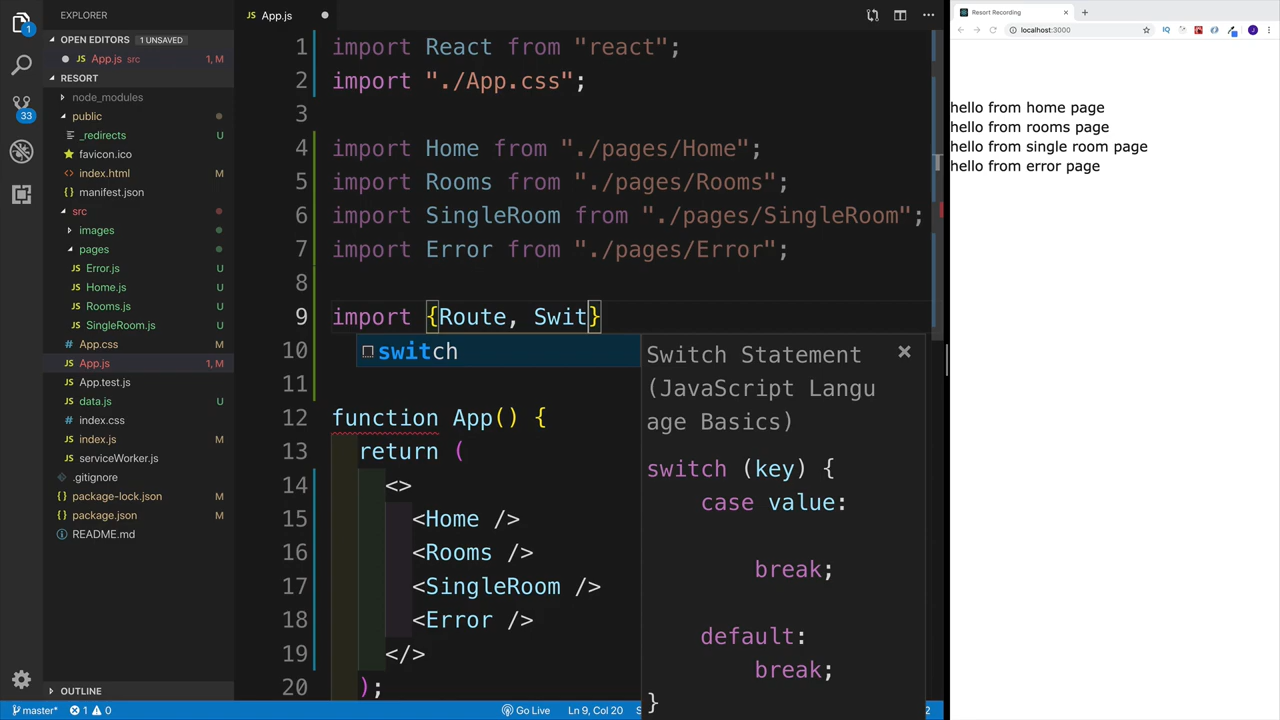 EXPLORER
OPEN EDITORS 1 UNSAVED
App.js src 1, M
RESORT
node_modules
public
_redirects U
favicon.ico
index.html M
manifest.json
src
images
pages
Error.js U
Home.js U
Rooms.js U
SingleRoom.js U
App.css M
App.js 1, M
App.test.js
data.js U
index.css
index.js M
serviceWorker.js
.gitignore
package-lock.json M
package.json M
README.md
OUTLINE
1
33
App.js
1 import React from "react";
2 import "./App.css";
3
4 import Home from "./pages/Home";
5 import Rooms from "./pages/Rooms";
6 import SingleRoom from "./pages/SingleRoom";
7 import Error from "./pages/Error";
8
9 import {Route, Swit}
10
11
12 function App() {
13 return (
14 <>
15 <Home />
16 <Rooms />
17 <SingleRoom />
18 <Error />
19 </>
20 );
switch
Switch Statement
(JavaScript Langu
age Basics)
switch (key) {
case value:
break;
default:
break;
}
master* 1 0 Go Live Ln 9, Col 20
Resort Recording
localhost:3000
IQ
J
hello from home page
hello from rooms page
hello from single room page
hello from error page